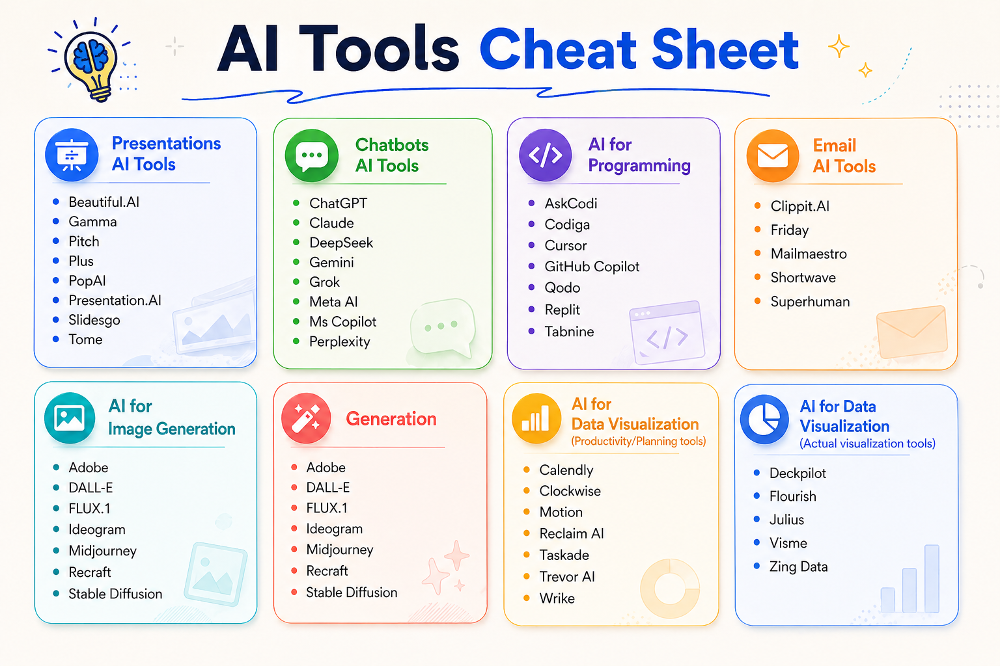 AI Tools Cheat Sheet
Presentations
AI Tools
Beautiful.AI
Gamma
Pitch
Plus
PopAI
Presentation.AI
Slidesgo
Tome
Chatbots
AI Tools
ChatGPT
Claude
DeepSeek
Gemini
Grok
Meta AI
Ms Copilot
Perplexity
AI for
Programming
AskCodi
Codiga
Cursor
GitHub Copilot
Qodo
Replit
Tabnine
Email
AI Tools
Clippit.AI
Friday
Mailmaestro
Shortwave
Superhuman
AI for
Image Generation
Adobe
DALL-E
FLUX.1
Ideogram
Midjourney
Recraft
Stable Diffusion
Generation
Adobe
DALL-E
FLUX.1
Ideogram
Midjourney
Recraft
Stable Diffusion
AI for
Data Visualization
(Productivity/Planning tools)
Calendly
Clockwise
Motion
Reclaim AI
Taskade
Trevor AI
Wrike
AI for Data
Visualization
(Actual visualization tools)
Deckpilot
Flourish
Julius
Visme
Zing Data